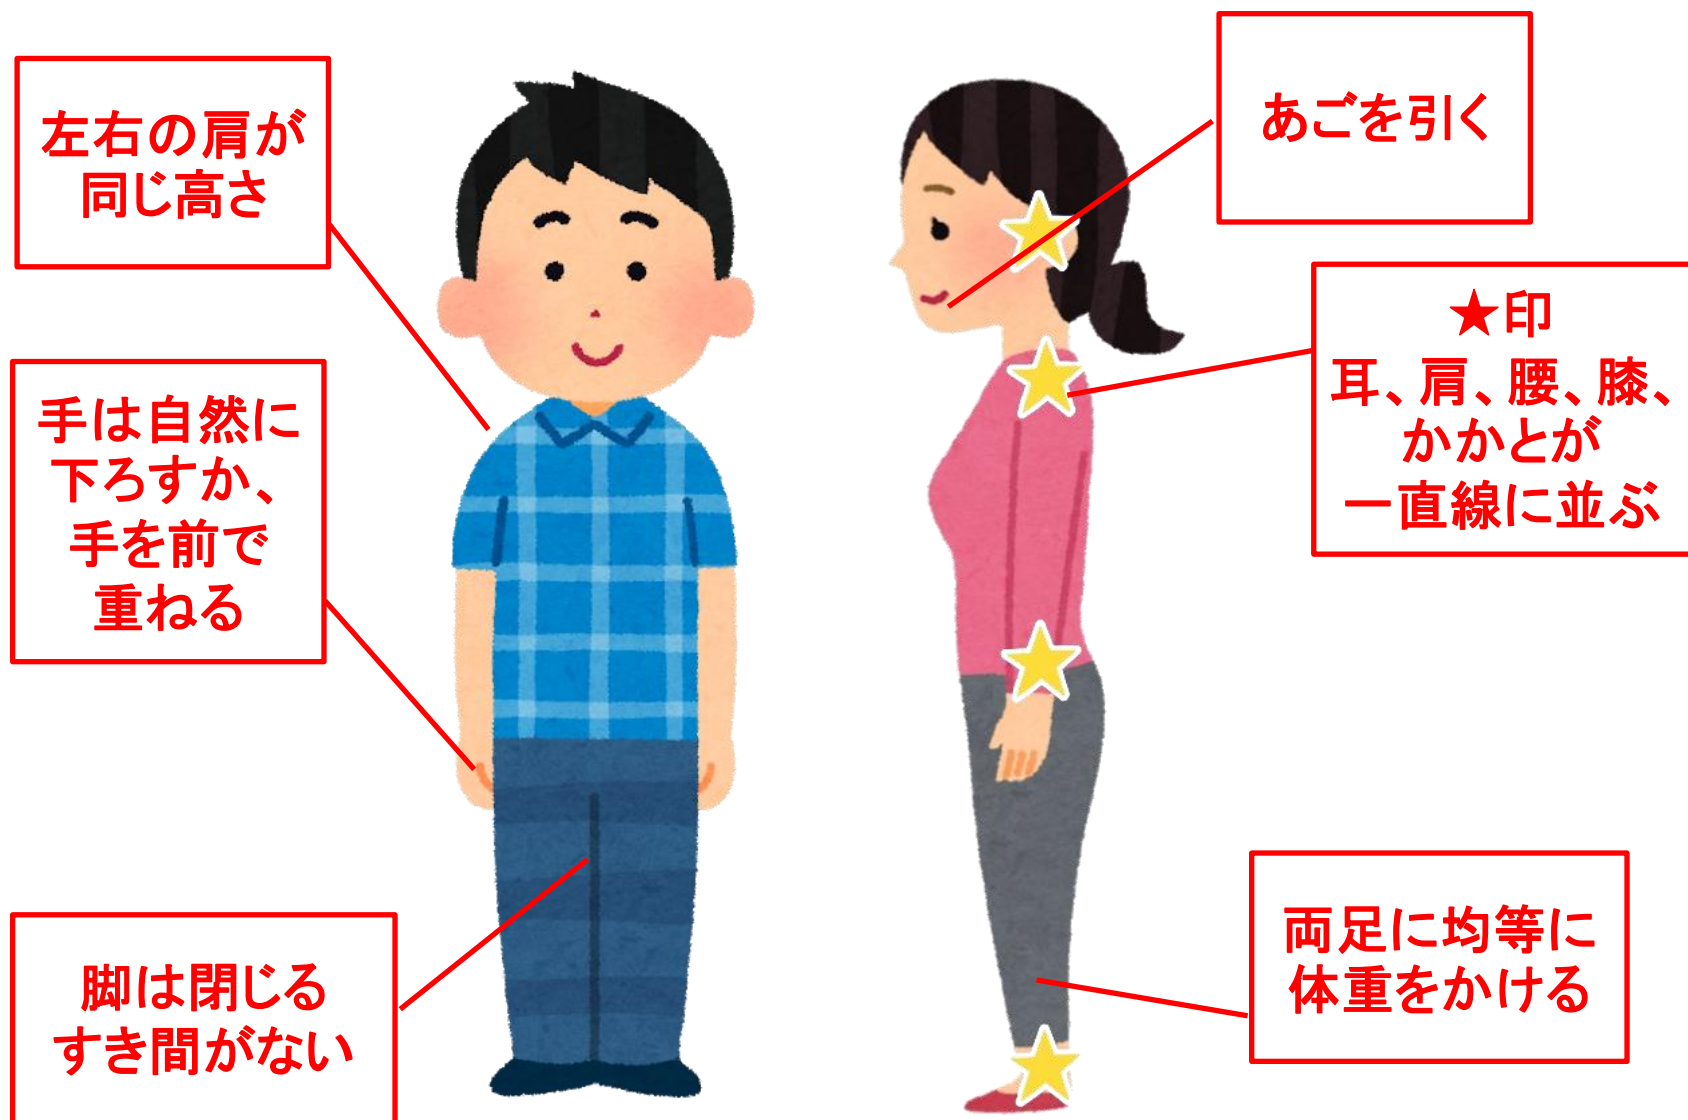 左右の肩が
同じ高さ
手は自然に
下ろすか、
手を前で
重ねる
脚は閉じる
すき間がない
あごを引く
★印
耳、肩、腰、膝、
かかとが
一直線に並ぶ
両足に均等に
体重をかける